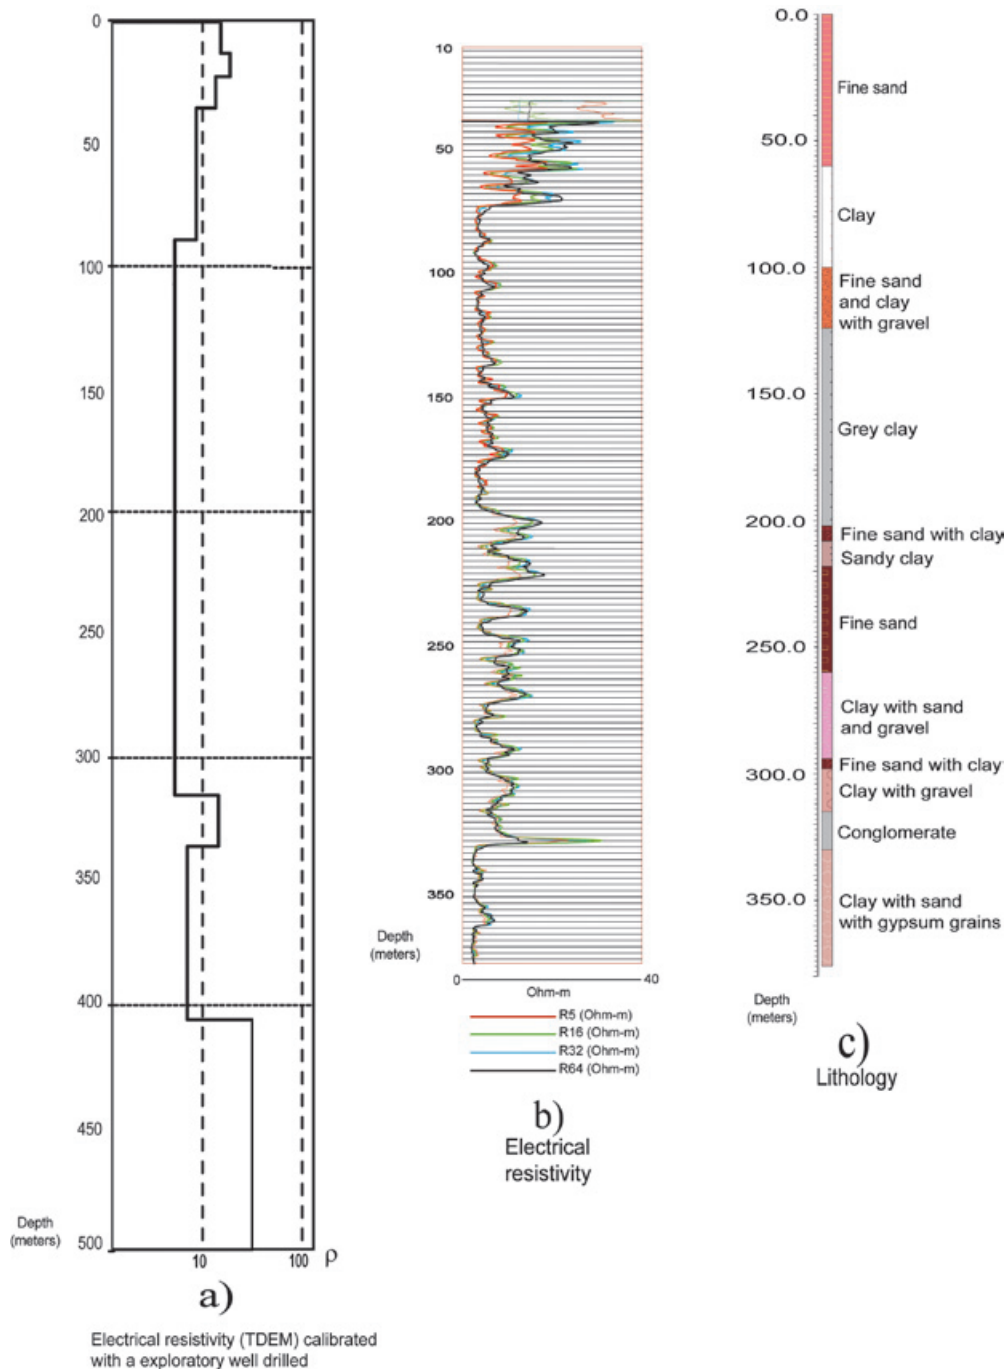 0
50
100
150
200
250
300
350
400
450
500
Depth
(meters)
10
100
ρ
a)
Electrical resistivity (TDEM) calibrated
with a exploratory well drilled
10
50
100
150
200
250
300
350
Depth
(meters)
0
40
Ohm-m
R5 (Ohm-m)
R16 (Ohm-m)
R32 (Ohm-m)
R64 (Ohm-m)
b)
Electrical
resistivity
0.0
50.0
100.0
150.0
200.0
250.0
300.0
350.0
Fine sand
Clay
Fine sand
and clay
with gravel
Grey clay
Fine sand with clay
Sandy clay
Fine sand
Clay with sand
and gravel
Fine sand with clay
Clay with gravel
Conglomerate
Clay with sand
with gypsum grains
Depth
(meters)
c)
Lithology